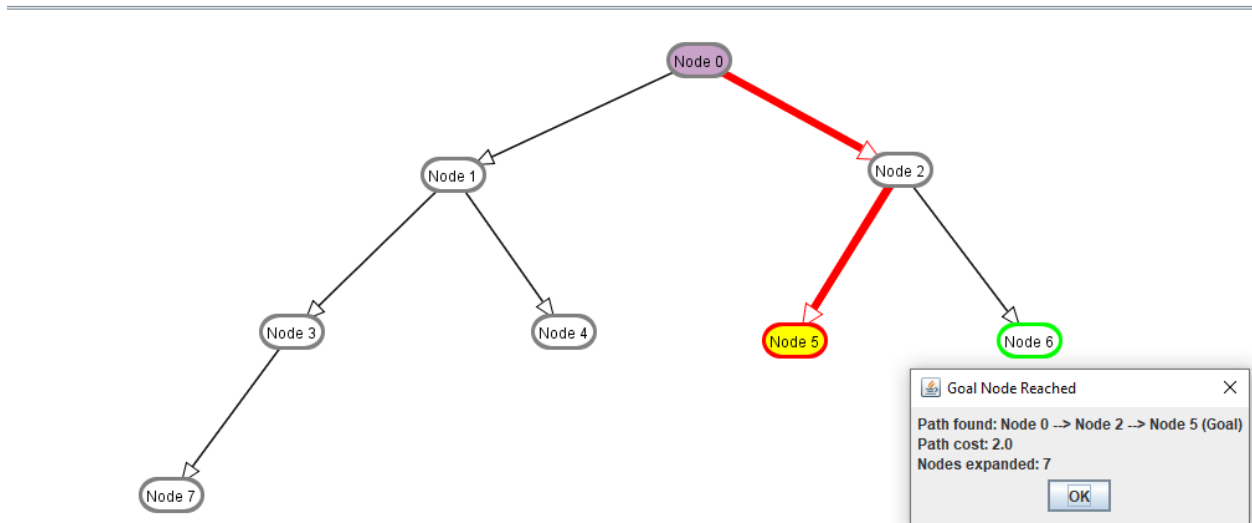 Node 0
Node 1
Node 2
Node 3
Node 4
Node 5
Node 6
Goal Node Reached
Path found: Node 0 --> Node 2 --> Node 5 (Goal)
Path cost: 2.0
Nodes expanded: 7
OK
Node 7